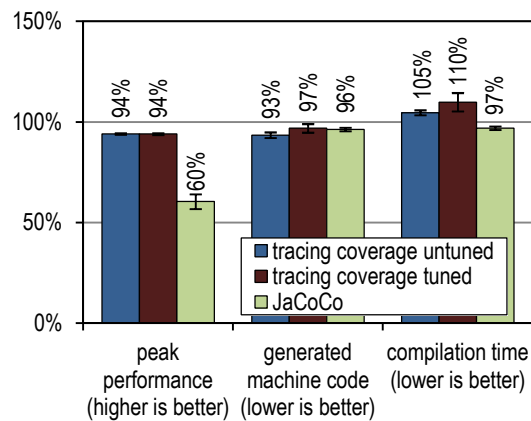 150%
100%
50%
0%
94%
94%
60%
93%
97%
96%
105%
110%
97%
tracing coverage untuned
tracing coverage tuned
JaCoCo
peak
performance
(higher is better)
generated
machine code
(lower is better)
compilation time
(lower is better)